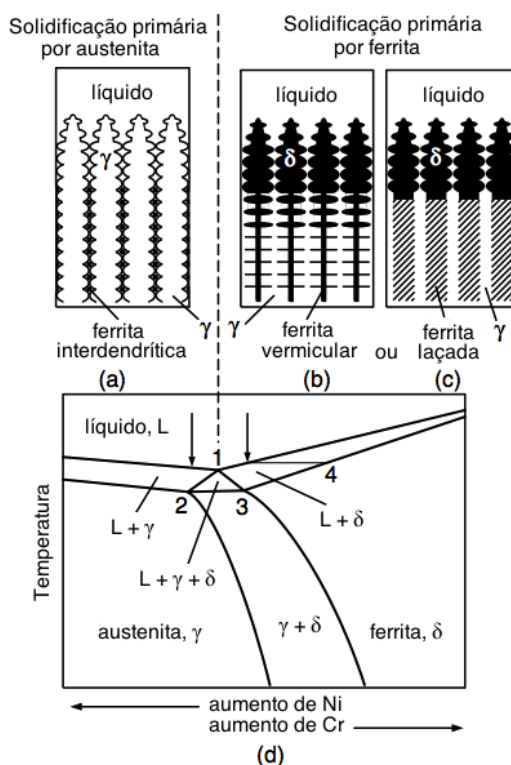 Solidificação primária
por austenita
Solidificação primária
por ferrita
líquido
γ
ferrita
interdendrítica
γ
(a)
líquido
δ
γ
ferrita
vermicular
(b)
ou
líquido
δ
ferrita
laçada
γ
(c)
líquido, L
1
2
3
4
L + γ
L + δ
L + γ + δ
austenita, γ
γ + δ
ferrita, δ
Temperatura
aumento de Ni
aumento de Cr
(d)